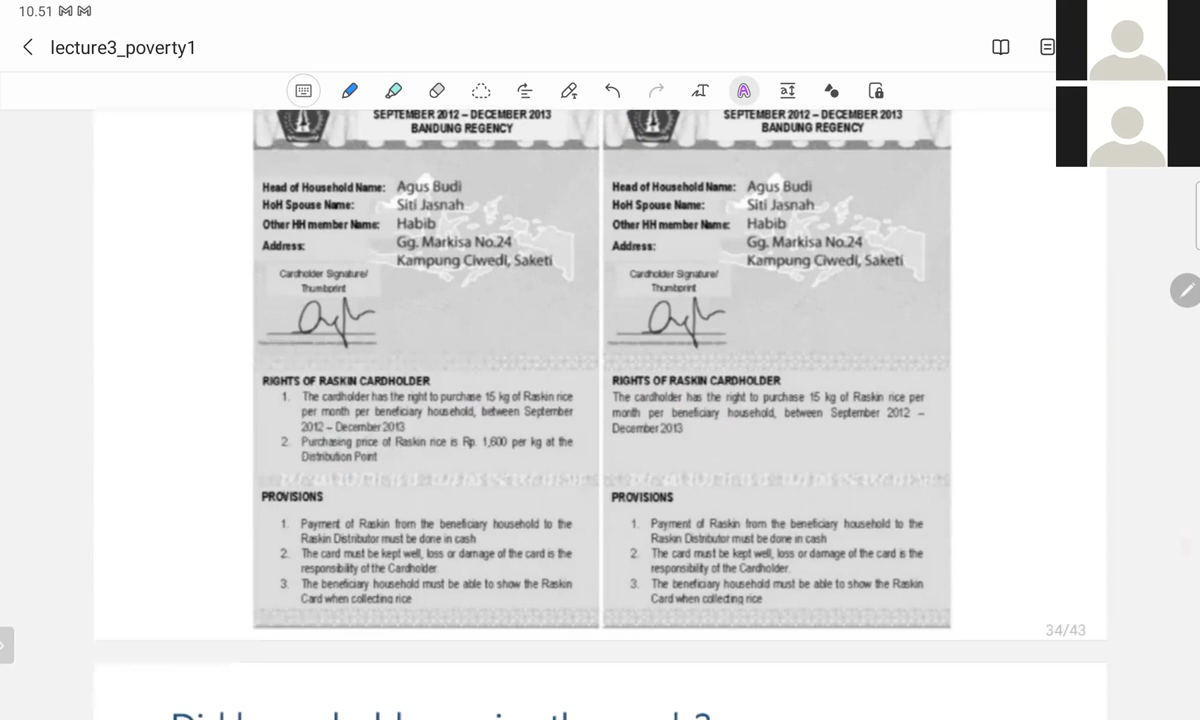 10.51
lecture3_poverty1
SEPTEMBER 2012 – DECEMBER 2013
BANDUNG REGENCY
Head of Household Name: Agus Budi
HoH Spouse Name: Siti Jasnah
Other HH member Name: Habib
Address: Gg. Markisa No.24
Kampung Ciwedi, Saketi
Cardholder Signature/
Thumbprint
RIGHTS OF RASKIN CARDHOLDER
1. The cardholder has the right to purchase 15 kg of Raskin rice
per month per beneficiary household, between September
2012 – December 2013
2. Purchasing price of Raskin rice is Rp. 1,600 per kg at the
Distribution Point
PROVISIONS
1. Payment of Raskin from the beneficiary household to the
Raskin Distributor must be done in cash
2. The card must be kept well, loss or damage of the card is the
responsibility of the Cardholder.
3. The beneficiary household must be able to show the Raskin
Card when collecting rice
SEPTEMBER 2012 – DECEMBER 2013
BANDUNG REGENCY
Head of Household Name: Agus Budi
HoH Spouse Name: Siti Jasnah
Other HH member Name: Habib
Address: Gg. Markisa No.24
Kampung Ciwedi, Saketi
Cardholder Signature/
Thumbprint
RIGHTS OF RASKIN CARDHOLDER
The cardholder has the right to purchase 15 kg of Raskin rice per
month per beneficiary household, between September 2012 –
December 2013
PROVISIONS
1. Payment of Raskin from the beneficiary household to the
Raskin Distributor must be done in cash
2. The card must be kept well, loss or damage of the card is the
responsibility of the Cardholder.
3. The beneficiary household must be able to show the Raskin
Card when collecting rice
34/43